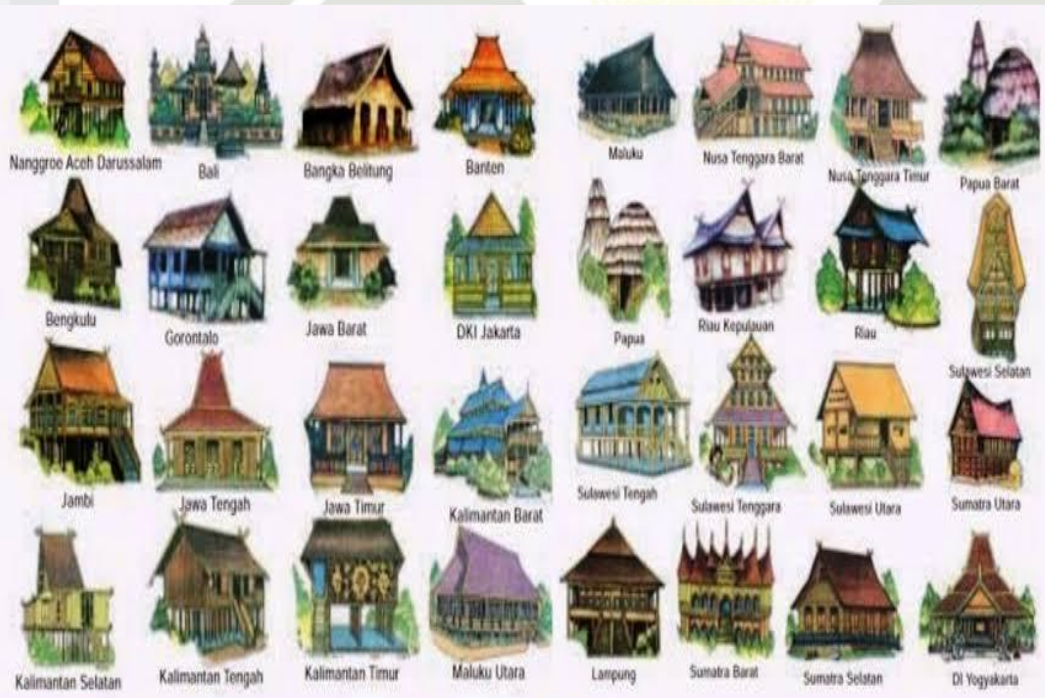 Nanggroe Aceh Darussalam
Bali
Bangka Belitung
Banten
Maluku
Nusa Tenggara Barat
Nusa Tenggara Timur
Papua Barat
Bengkulu
Gorontalo
Jawa Barat
DKI Jakarta
Papua
Riau Kepulauan
Riau
Sulawesi Selatan
Jambi
Jawa Tengah
Jawa Timur
Kalimantan Barat
Sulawesi Tengah
Sulawesi Tenggara
Sulawesi Utara
Sumatra Utara
Kalimantan Selatan
Kalimantan Tengah
Kalimantan Timur
Maluku Utara
Lampung
Sumatra Barat
Sumatra Selatan
DI Yogyakarta